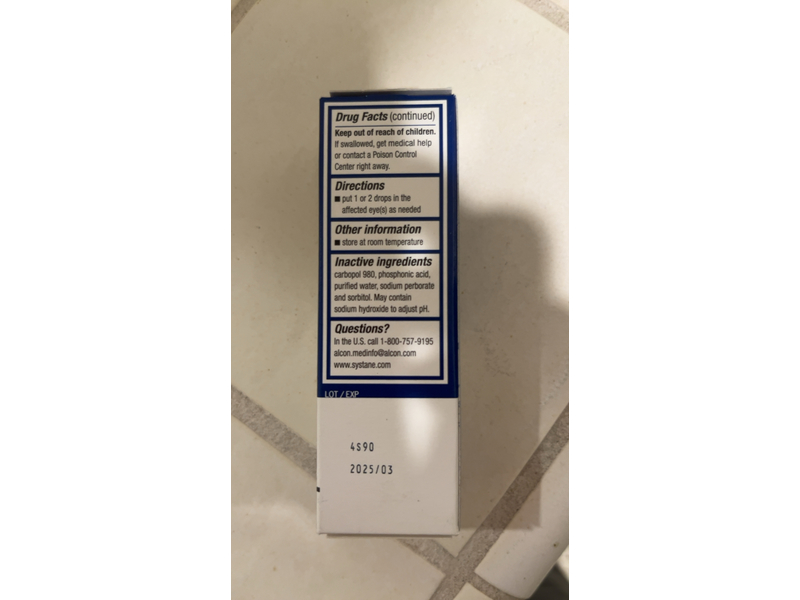 Drug Facts (continued)
Keep out of reach of children.
If swallowed, get medical help
or contact a Poison Control
Center right away.
Directions
■ put 1 or 2 drops in the
affected eye(s) as needed
Other information
■ store at room temperature
Inactive ingredients
carbopol 980, phosphonic acid,
purified water, sodium perborate
and sorbitol. May contain
sodium hydroxide to adjust pH.
Questions?
In the U.S. call 1-800-757-9195
alcon.medinfo@alcon.com
www.systane.com
LOT / EXP
4S90
2025/03